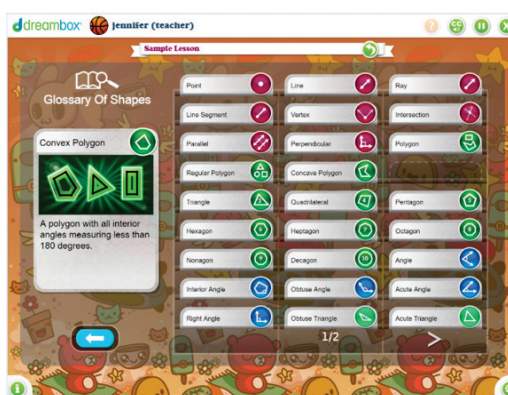 dreambox jennifer (teacher)
? CC
Sample Lesson
Glossary Of Shapes
Convex Polygon
A polygon with all interior
angles measuring less than
180 degrees.
Point Line Ray
Line Segment Vertex Intersection
Parallel Perpendicular Polygon
Regular Polygon Concave Polygon
Triangle Quadrilateral Pentagon
Hexagon Heptagon Octagon
Nonagon Decagon 10 Angle
Interior Angle Obtuse Angle Acute Angle
Right Angle Obtuse Triangle Acute Triangle
1/2 >
i